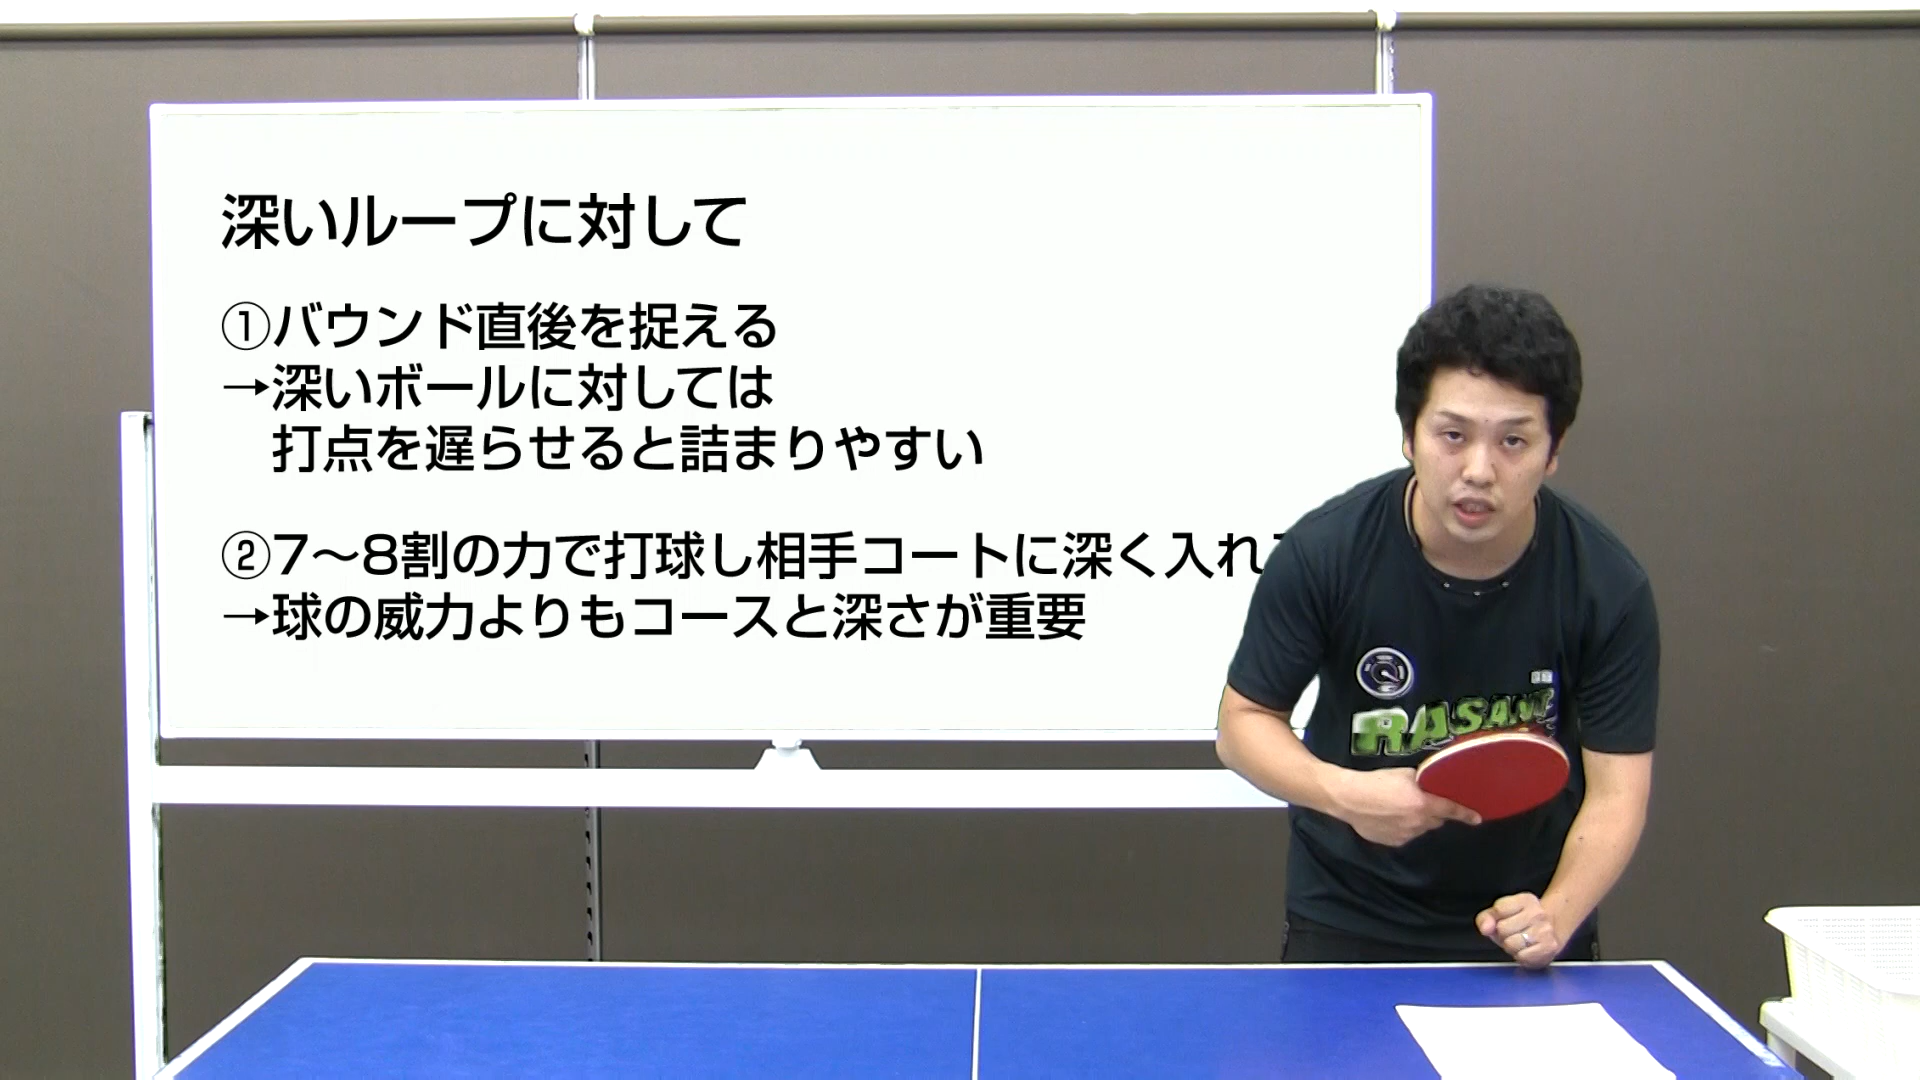 深いループに対して
①バウンド直後を捉える
→深いボールに対しては
打点を遅らせると詰まりやすい
②7〜8割の力で打球し相手コートに深く入れ
→球の威力よりもコースと深さが重要
RASANT